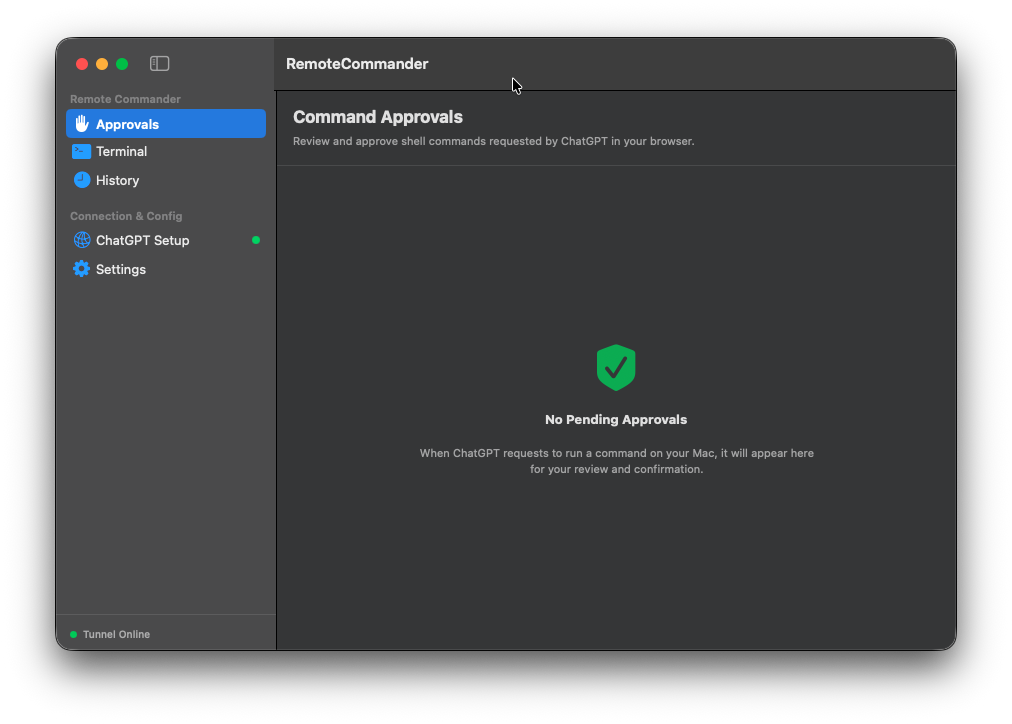 RemoteCommander
Remote Commander
Approvals
Terminal
History
Connection & Config
ChatGPT Setup
Settings
Tunnel Online
Command Approvals
Review and approve shell commands requested by ChatGPT in your browser.
No Pending Approvals
When ChatGPT requests to run a command on your Mac, it will appear here
for your review and confirmation.